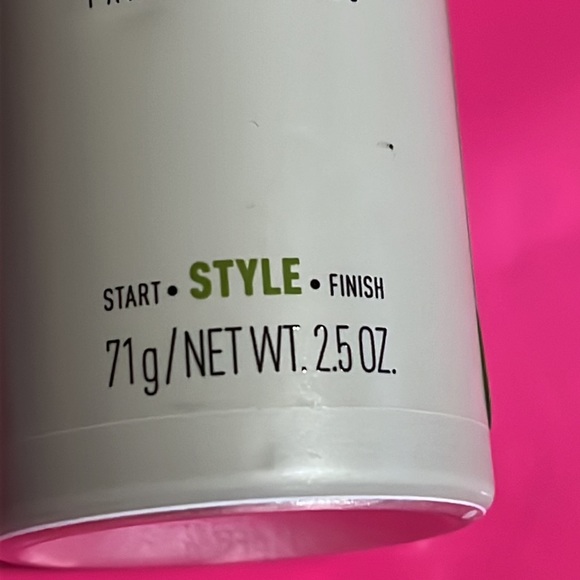 START • STYLE • FINISH
71g/NET WT. 2.5 OZ.